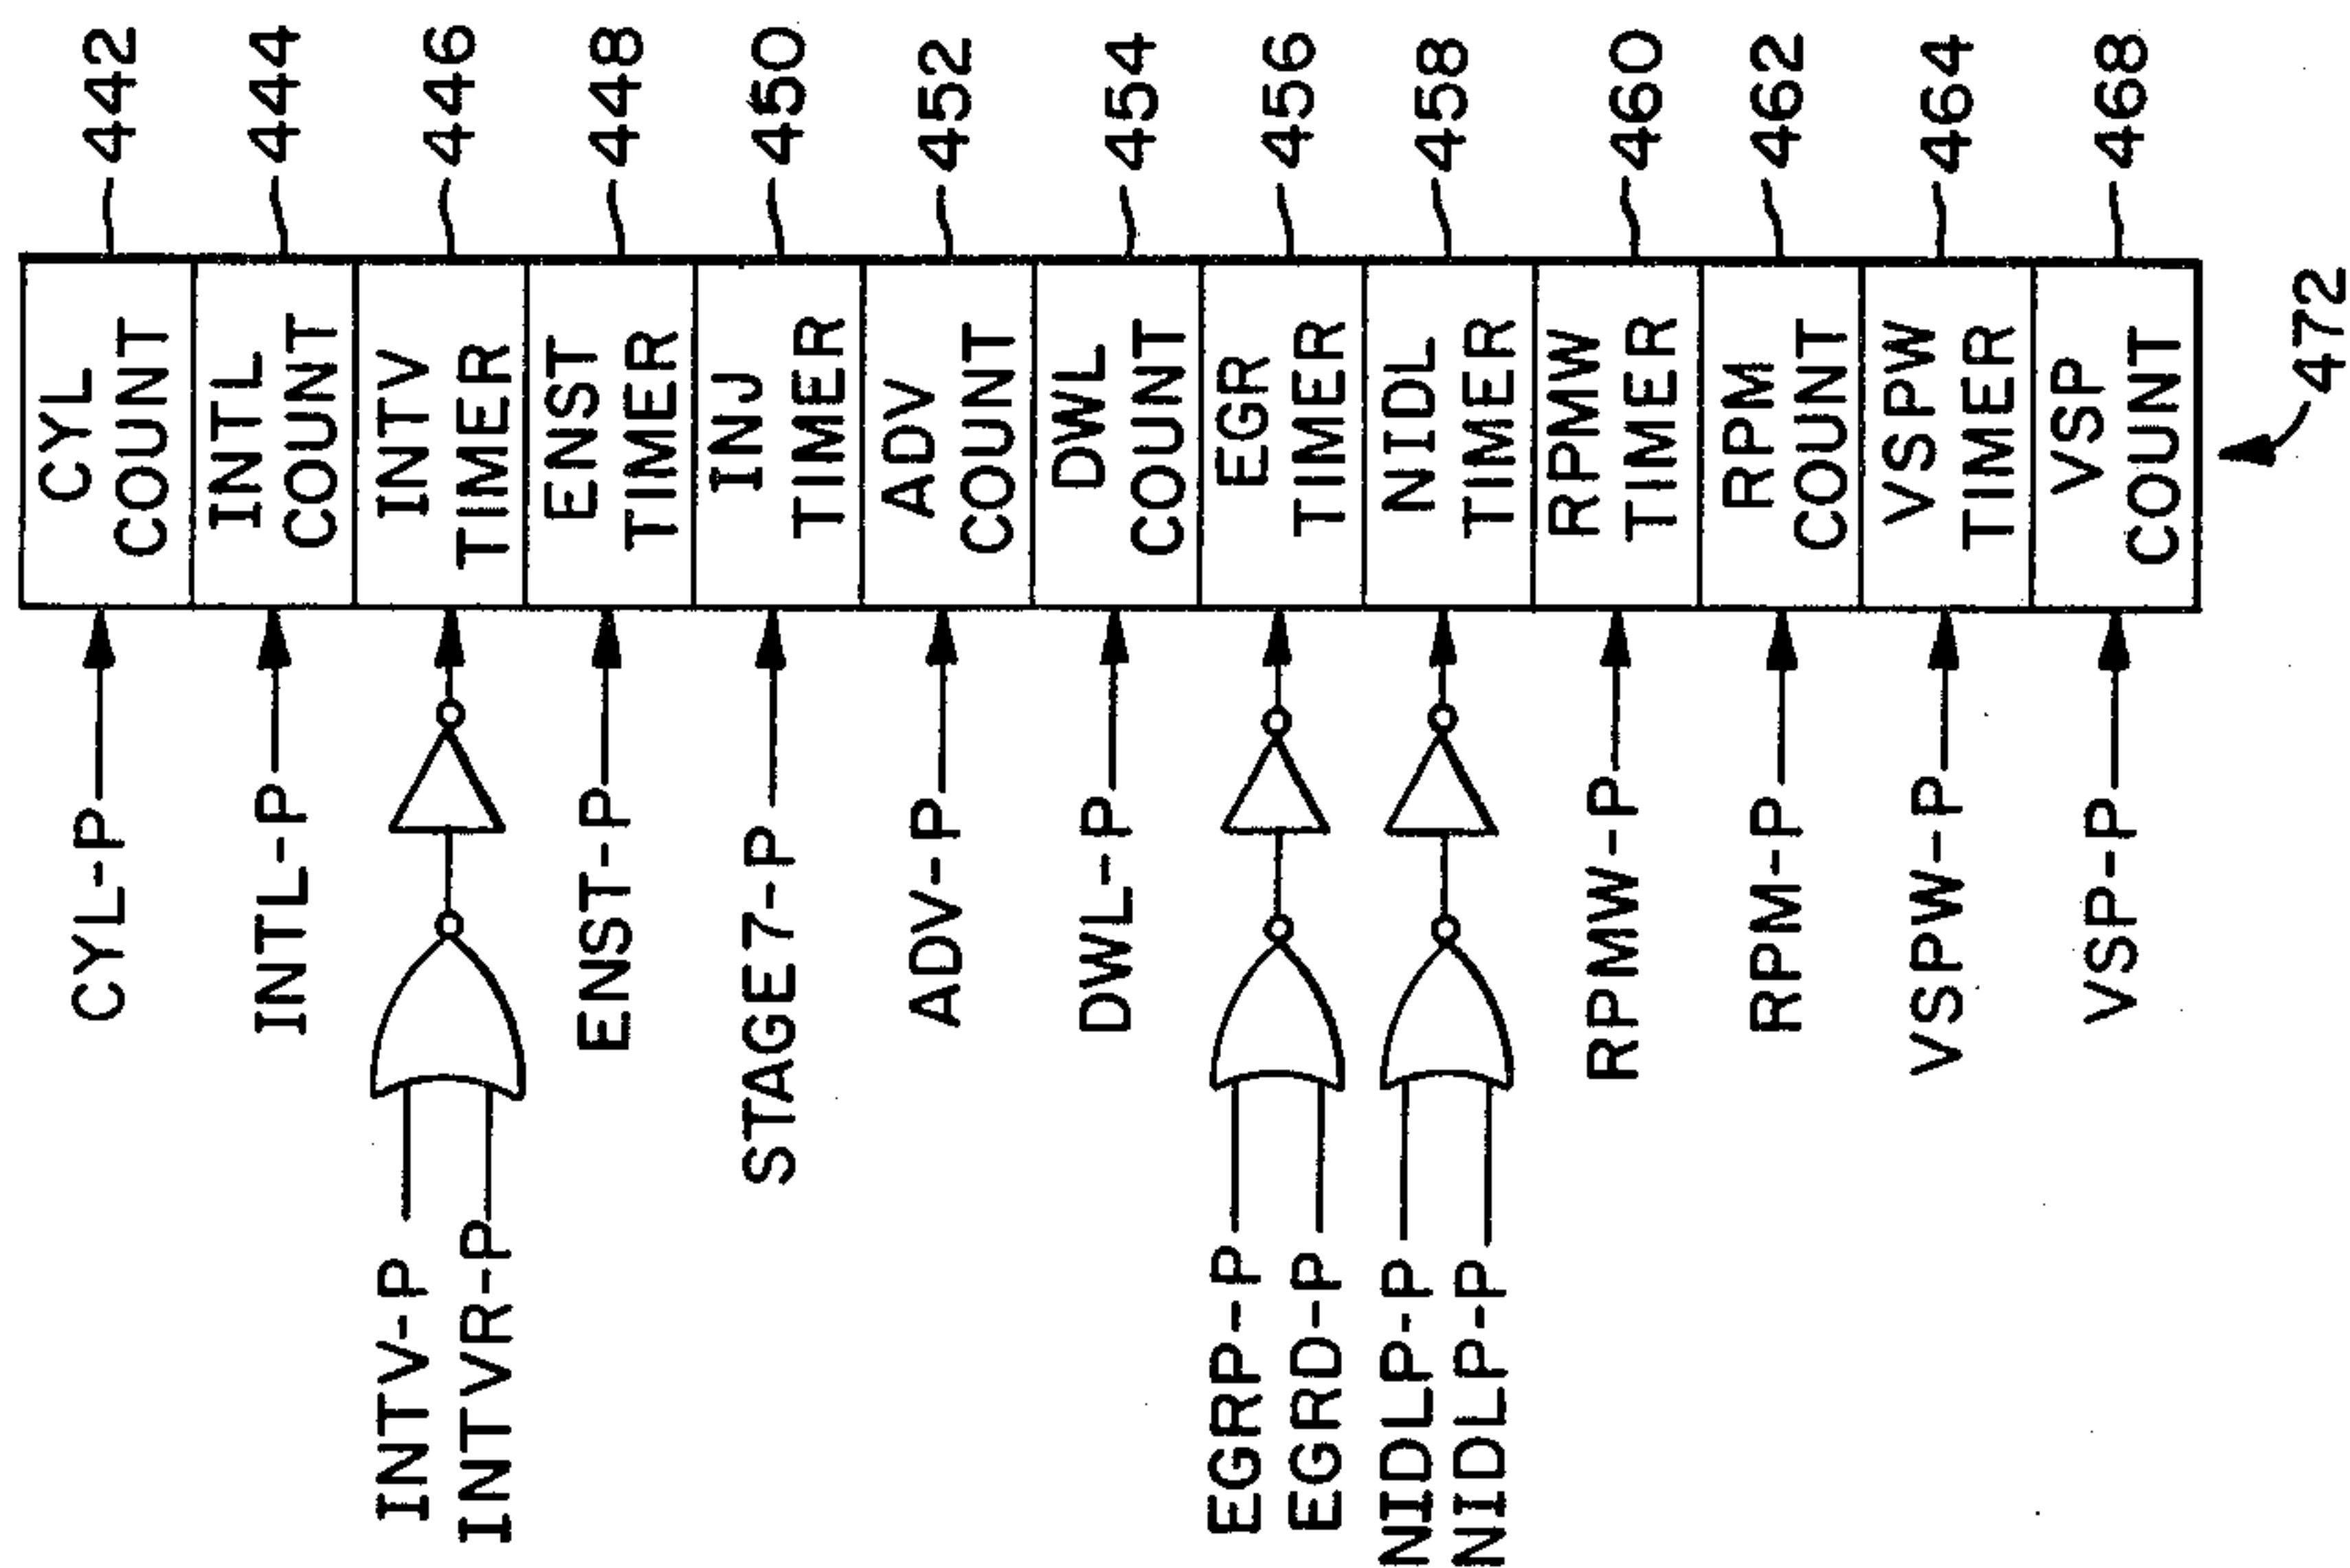 CYL-P
CYL
COUNT
442
INTL-P
INTL
COUNT
444
INTV-P
INTVR-P
INTV
TIMER
446
ENST-P
ENST
TIMER
448
STAGE7-P
INJ
TIMER
450
ADV-P
ADV
COUNT
452
DWL-P
DWL
COUNT
454
EGRP-P
EGRD-P
EGR
TIMER
456
NIDLP-P
NIDLP-P
NIDL
TIMER
458
RPMW-P
RPMW
TIMER
460
RPM-P
RPM
COUNT
462
VSPW-P
VSPW
TIMER
464
VSP-P
VSP
COUNT
468
472